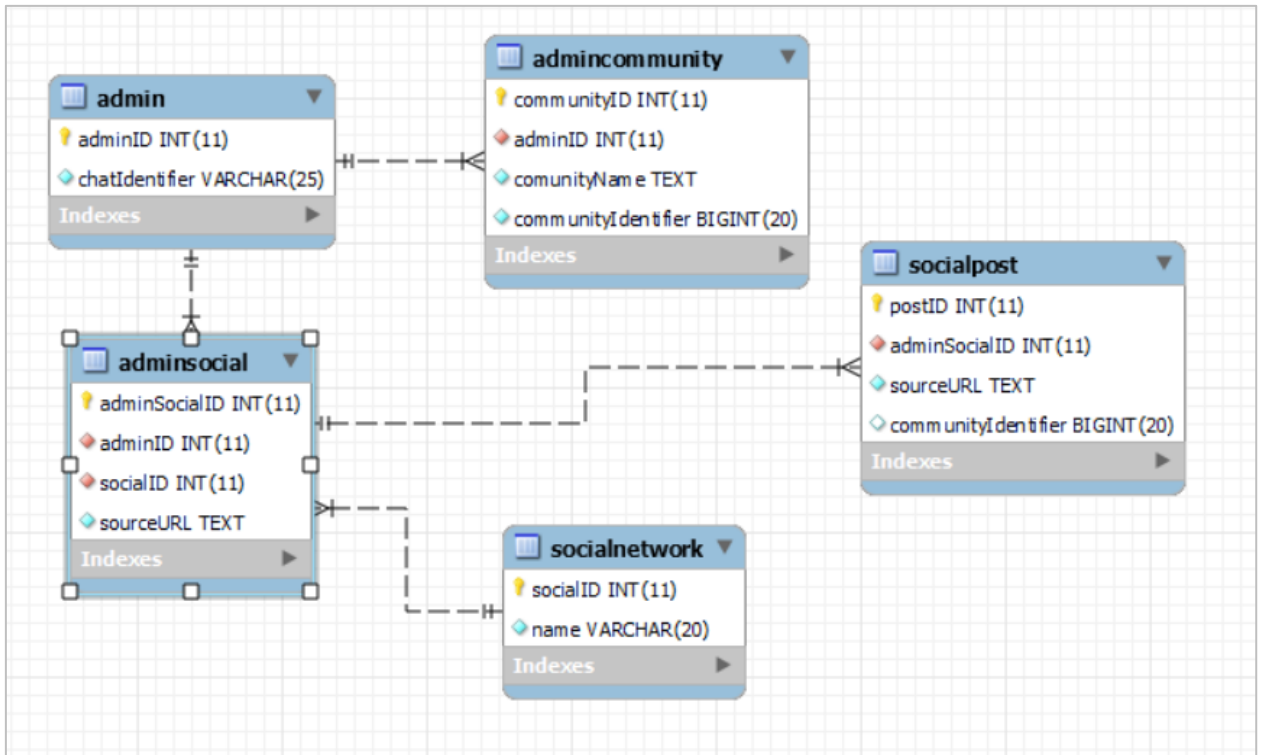 admin
adminID INT(11)
chatIdentifier VARCHAR(25)
Indexes
admincommunity
communityID INT(11)
adminID INT(11)
comunityName TEXT
communityIdentifier BIGINT(20)
Indexes
adminsocial
adminSocialID INT(11)
adminID INT(11)
socialID INT(11)
sourceURL TEXT
Indexes
socialpost
postID INT(11)
adminSocialID INT(11)
sourceURL TEXT
communityIdentifier BIGINT(20)
Indexes
socialnetwork
socialID INT(11)
name VARCHAR(20)
Indexes